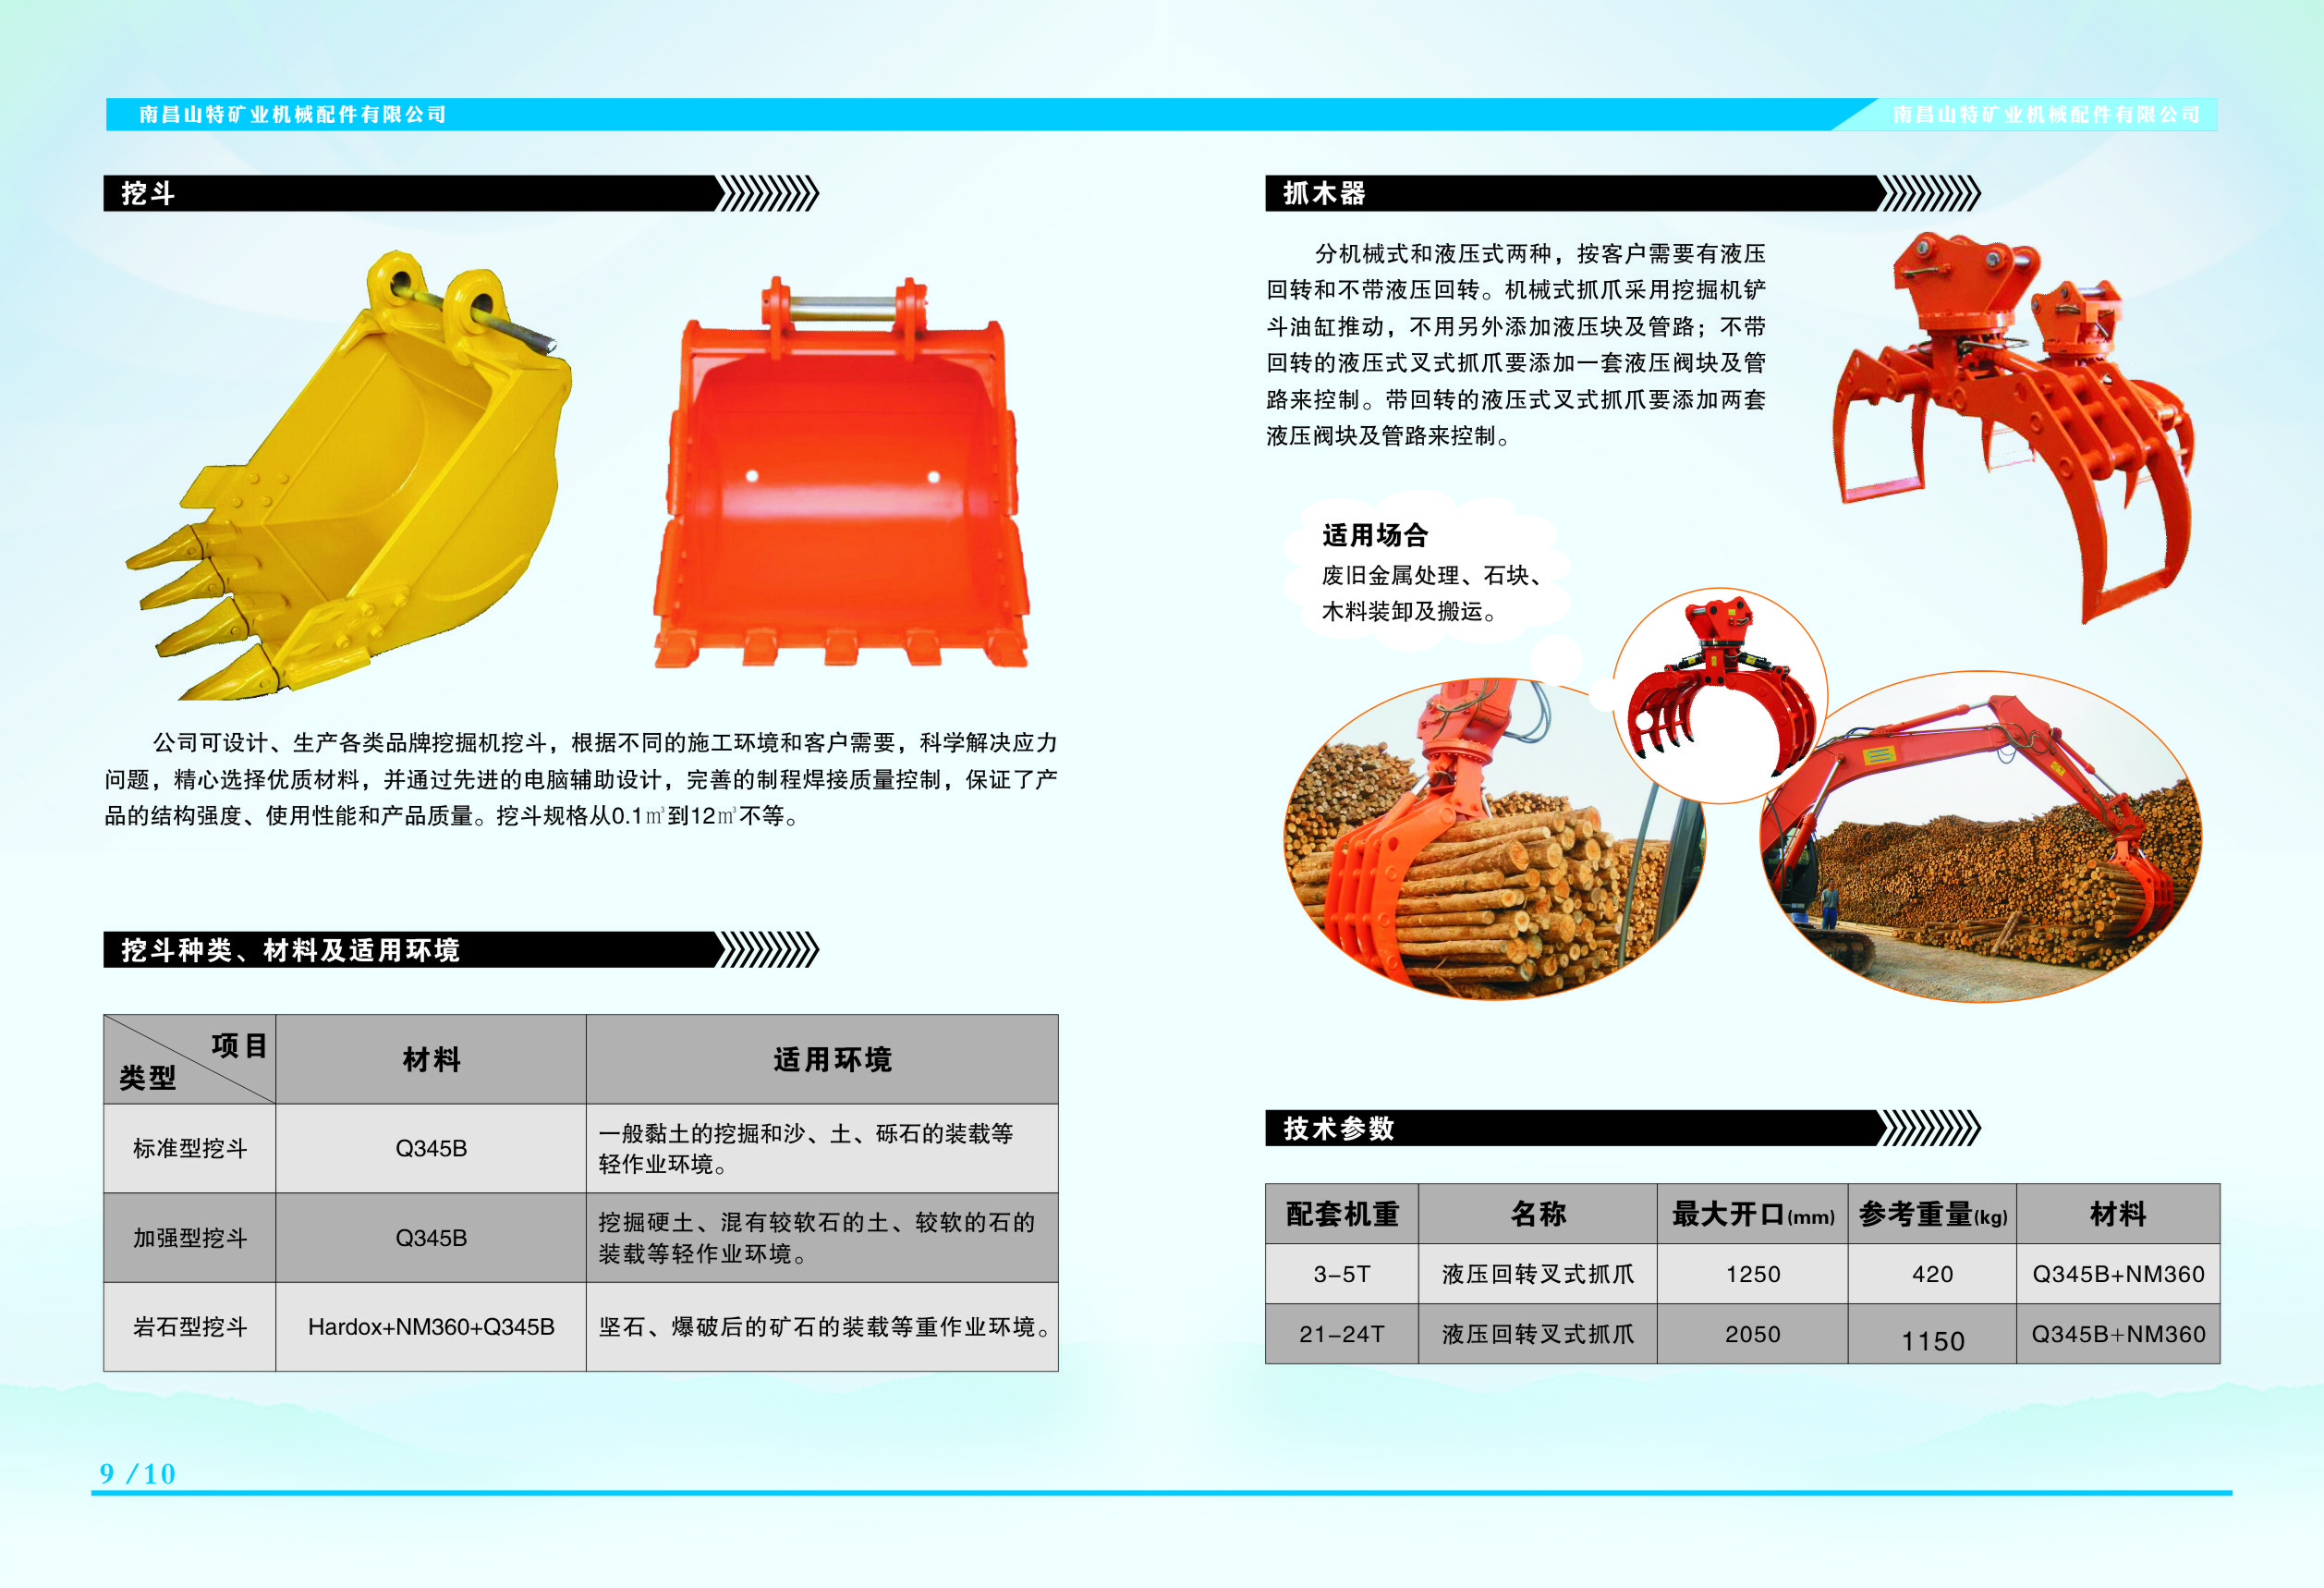 南昌山特矿业机械配件有限公司
南昌山特矿业机械配件有限公司
挖斗
公司可设计、生产各类品牌挖掘机挖斗，根据不同的施工环境和客户需要，科学解决应力
问题，精心选择优质材料，并通过先进的电脑辅助设计，完善的制程焊接质量控制，保证了产
品的结构强度、使用性能和产品质量。挖斗规格从0.1㎥到12㎥不等。
挖斗种类、材料及适用环境
项目
类型
材料
适用环境
标准型挖斗
Q345B
一般黏土的挖掘和沙、土、砾石的装载等
轻作业环境。
加强型挖斗
Q345B
挖掘硬土、混有较软石的土、较软的石的
装载等轻作业环境。
岩石型挖斗
Hardox+NM360+Q345B
坚石、爆破后的矿石的装载等重作业环境。
抓木器
分机械式和液压式两种，按客户需要有液压
回转和不带液压回转。机械式抓爪采用挖掘机铲
斗油缸推动，不用另外添加液压块及管路；不带
回转的液压式叉式抓爪要添加一套液压阀块及管
路来控制。带回转的液压式叉式抓爪要添加两套
液压阀块及管路来控制。
适用场合
废旧金属处理、石块、
木料装卸及搬运。
技术参数
配套机重
名称
最大开口(mm)
参考重量(kg)
材料
3-5T
液压回转叉式抓爪
1250
420
Q345B+NM360
21-24T
液压回转叉式抓爪
2050
1150
Q345B+NM360
9 /10